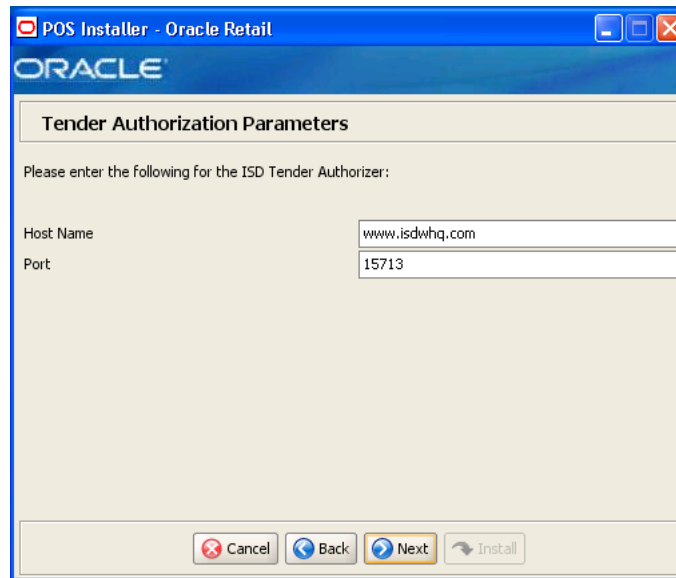 POS Installer - Oracle Retail
ORACLE
Tender Authorization Parameters
Please enter the following for the ISD Tender Authorizer:
Host Name www.isdwhq.com
Port 15713
Cancel Back Next Install